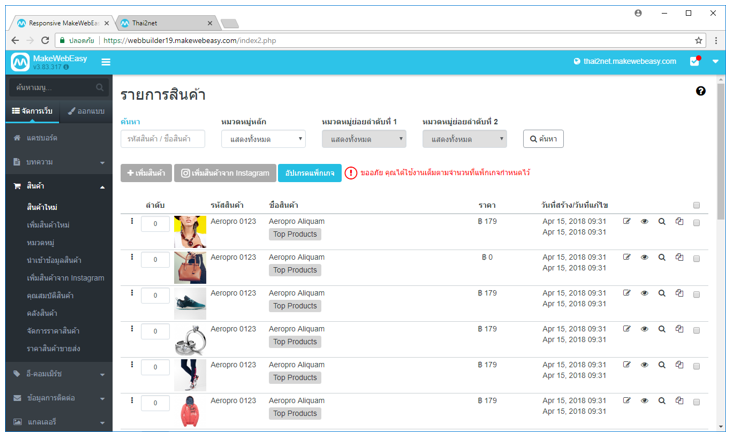 Responsive MakeWebEa
Thai2net
ปลอดภัย
https://webbuilder19.makewebeasy.com/index2.php
MakeWebEasy
v3.83.317
thai2net.makewebeasy.com
ค้นหาเมนู...
จัดการเว็บ
ออกแบบ
แดชบอร์ด
บทความ
สินค้า
สินค้าใหม่
เพิ่มสินค้าใหม่
หมวดหมู่
นำเข้าข้อมูลสินค้า
เพิ่มสินค้าจาก Instagram
คุณสมบัติสินค้า
คลังสินค้า
จัดการราคาสินค้า
ราคาสินค้าขายส่ง
อี-คอมเมิร์ซ
ข้อมูลการติดต่อ
แกลเลอรี
รายการสินค้า
ค้นหา หมวดหมู่หลัก หมวดหมู่ย่อยลำดับที่ 1 หมวดหมู่ย่อยลำดับที่ 2
รหัสสินค้า / ชื่อสินค้า แสดงทั้งหมด แสดงทั้งหมด แสดงทั้งหมด ค้นหา
เพิ่มสินค้า เพิ่มสินค้าจาก Instagram อัปเกรดแพ็กเกจ ขออภัย คุณได้ใช้งานเต็มตามจำนวนที่แพ็กเกจกำหนดไว้
ลำดับ รหัสสินค้า ชื่อสินค้า ราคา วันที่สร้าง/วันที่แก้ไข
0 Aeropro 0123 Aeropro Aliquam ฿ 179 Apr 15, 2018 09:31
Top Products Apr 15, 2018 09:31
0 Aeropro 0123 Aeropro Aliquam ฿ 0 Apr 15, 2018 09:31
Top Products Apr 15, 2018 09:31
0 Aeropro 0123 Aeropro Aliquam ฿ 179 Apr 15, 2018 09:31
Top Products Apr 15, 2018 09:31
0 Aeropro 0123 Aeropro Aliquam ฿ 179 Apr 15, 2018 09:31
Top Products Apr 15, 2018 09:31
0 Aeropro 0123 Aeropro Aliquam ฿ 179 Apr 15, 2018 09:31
Top Products Apr 15, 2018 09:31
0 Aeropro 0123 Aeropro Aliquam ฿ 179 Apr 15, 2018 09:31
Top Products Apr 15, 2018 09:31